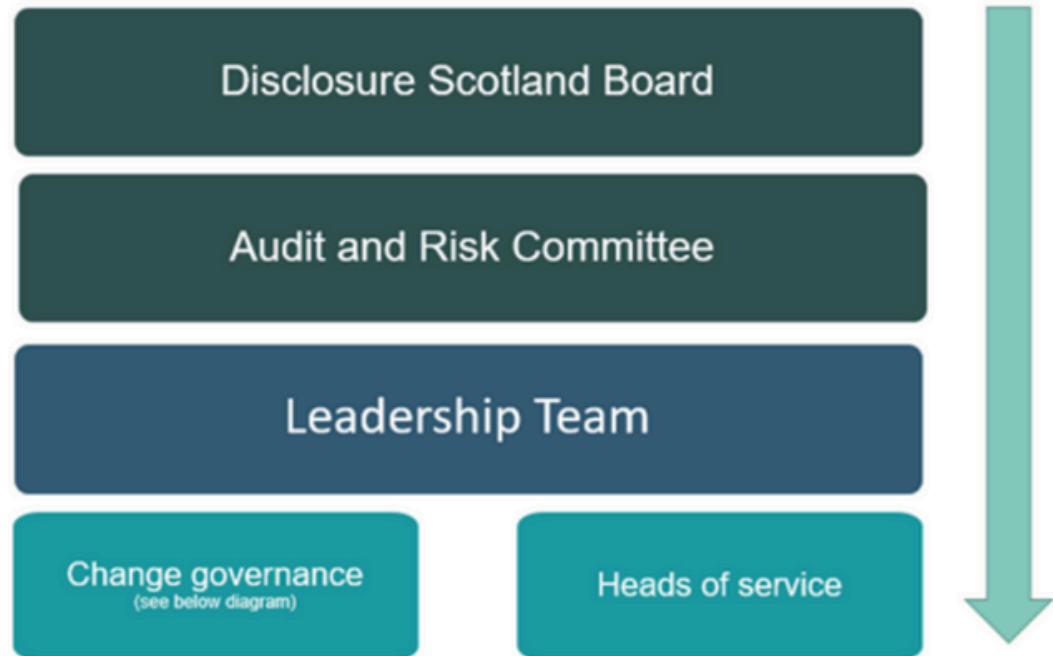 Disclosure Scotland Board
Audit and Risk Committee
Leadership Team
Change governance
(see below diagram)
Heads of service